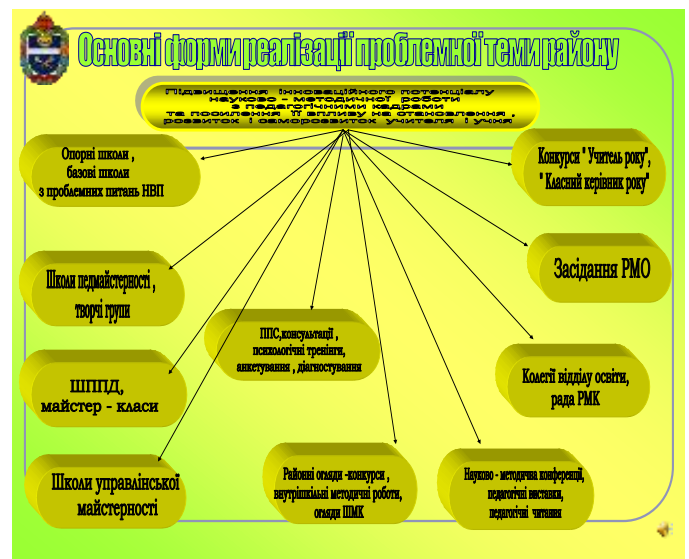 Основні форми реалізації проблемної теми району
Підвищення інноваційного потенціалу
науково - методичної роботи
з педагогічними кадрами
та посилення її впливу на становлення ,
розвиток і саморозвиток учителя і учня
Опорні школи ,
базові школи
з проблемних питань НВП
Конкурси " Учитель року",
" Класний керівник року"
Школи педмайстерності ,
творчі групи
Засідання РМО
ППС,консультації ,
психологічні тренінги,
анкетування , діагностування
ШППД,
майстер - класи
Колегії відділу освіти,
рада РМК
Школи управлінської
майстерності
Районні огляди -конкурси ,
внутрішкільні методичні роботи,
огляди ШМК
Науково - методична конференції,
педагогічні виставки,
педагогічні читання